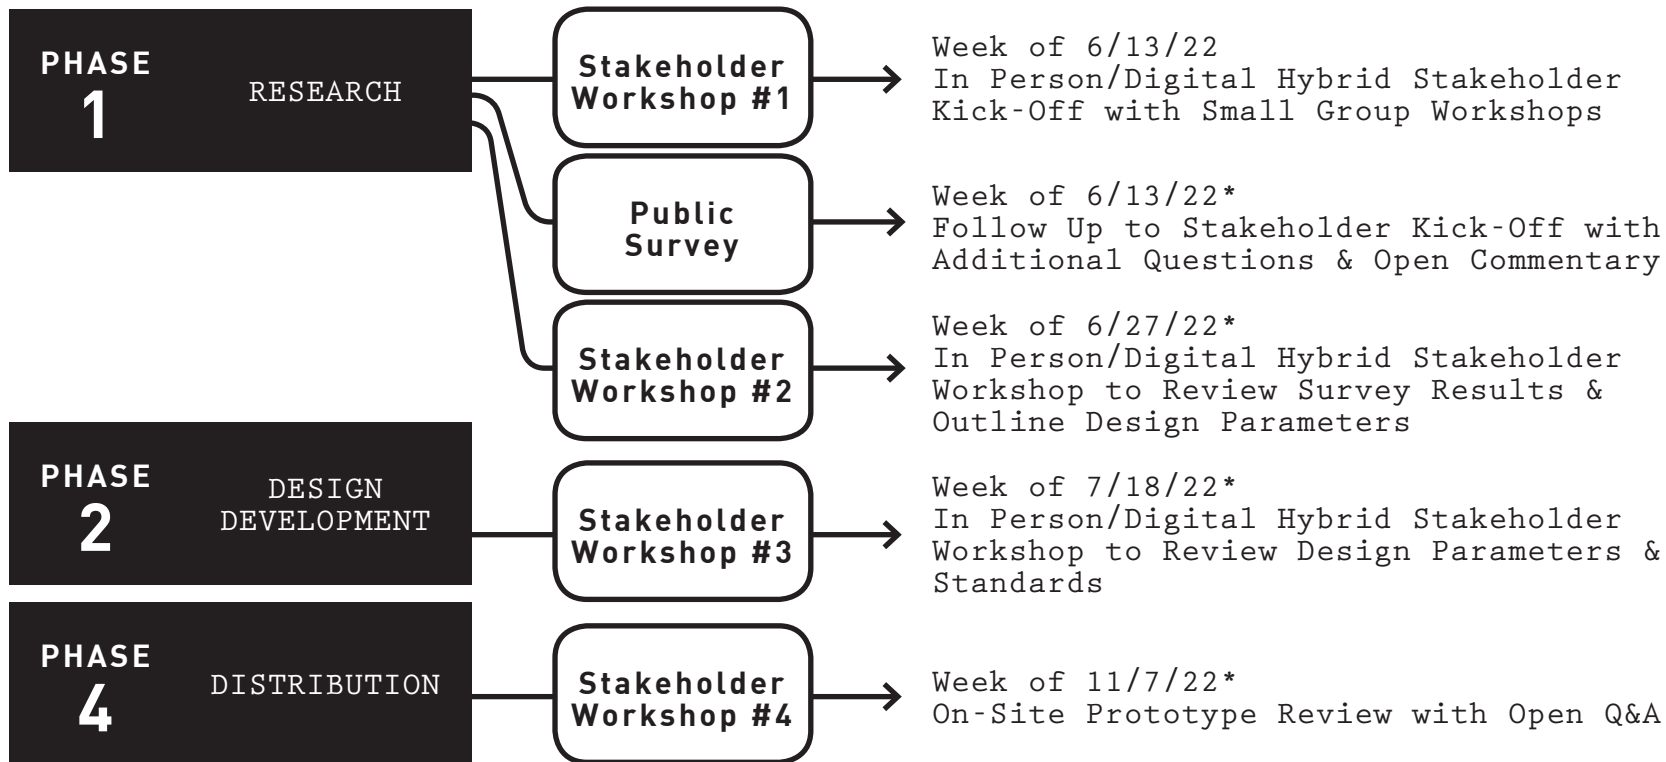 PHASE
1
RESEARCH
Stakeholder
Workshop #1
Week of 6/13/22
In Person/Digital Hybrid Stakeholder
Kick-Off with Small Group Workshops
Public
Survey
Week of 6/13/22*
Follow Up to Stakeholder Kick-Off with
Additional Questions & Open Commentary
Stakeholder
Workshop #2
Week of 6/27/22*
In Person/Digital Hybrid Stakeholder
Workshop to Review Survey Results &
Outline Design Parameters
PHASE
2
DESIGN
DEVELOPMENT
Stakeholder
Workshop #3
Week of 7/18/22*
In Person/Digital Hybrid Stakeholder
Workshop to Review Design Parameters &
Standards
PHASE
4
DISTRIBUTION
Stakeholder
Workshop #4
Week of 11/7/22*
On-Site Prototype Review with Open Q&A